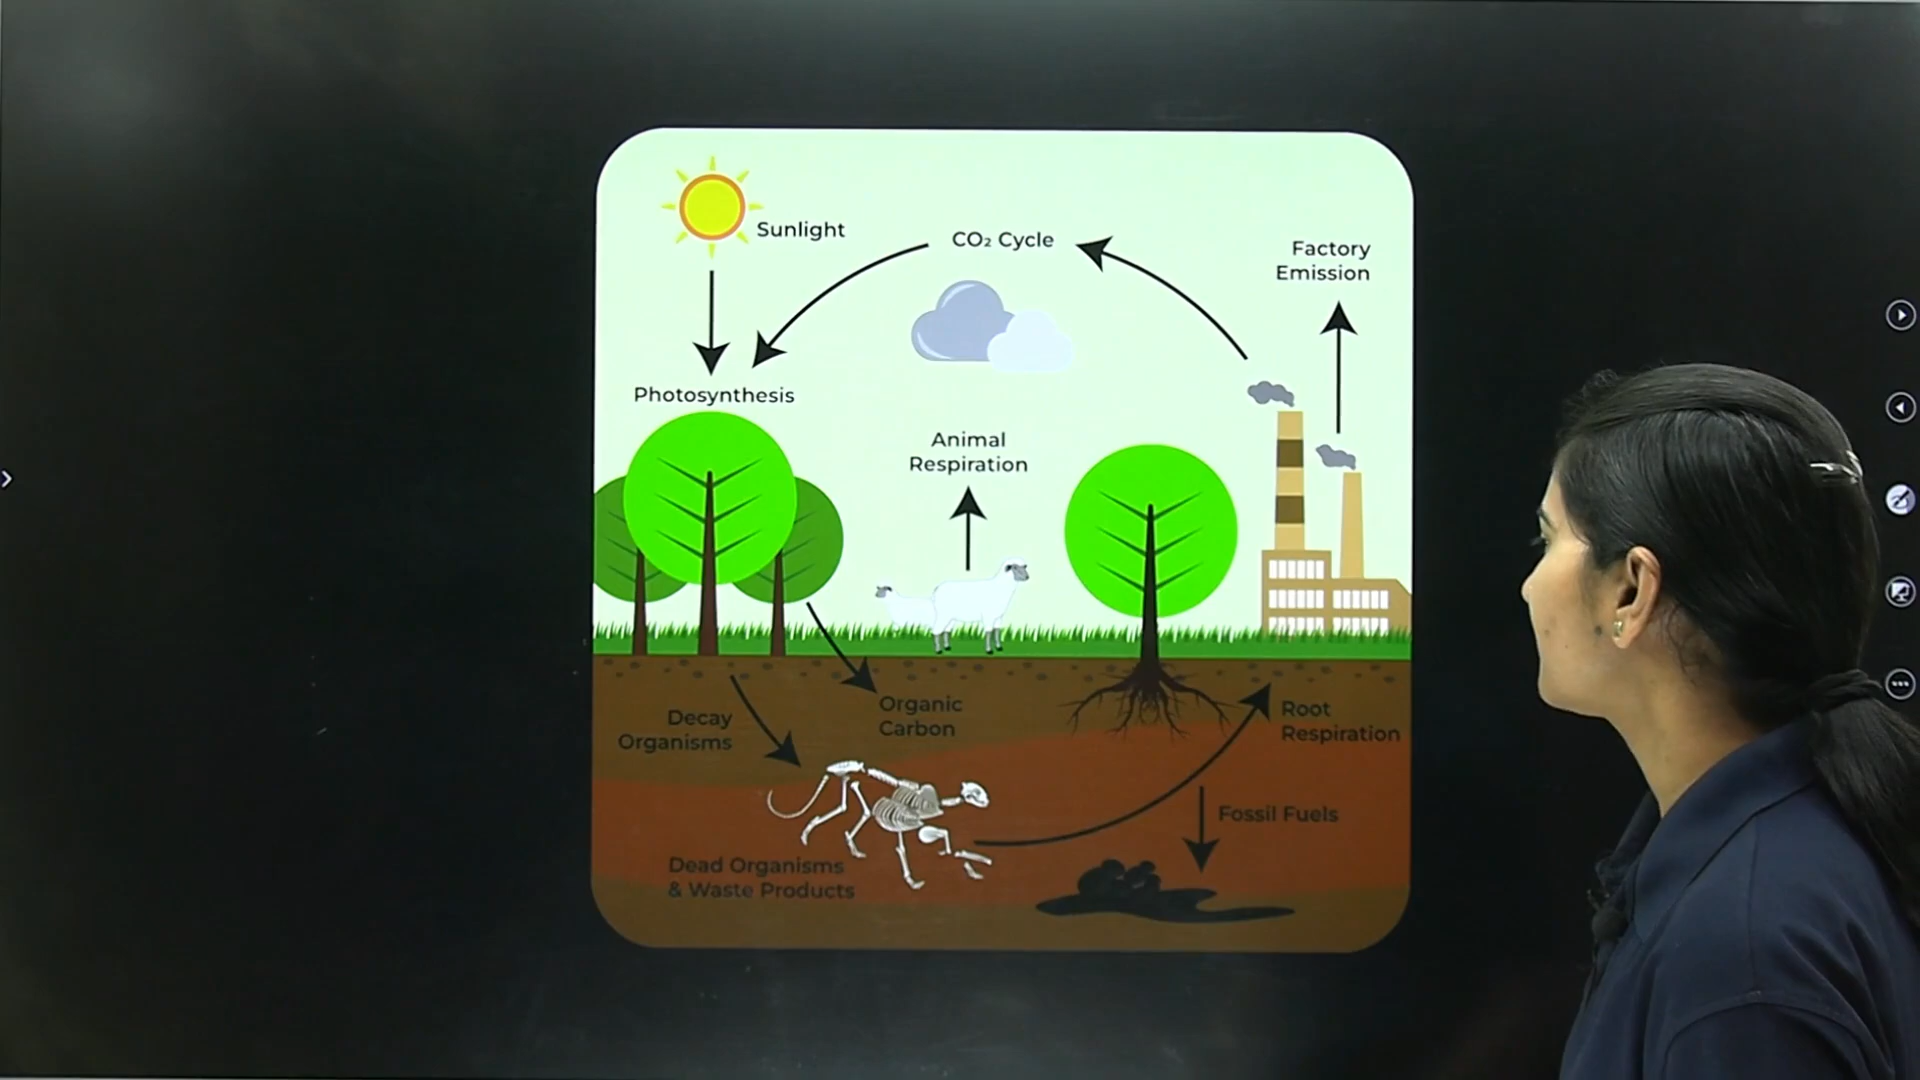 Sunlight
CO₂ Cycle
Factory
Emission
Photosynthesis
Animal
Respiration
Organic
Carbon
Decay
Organisms
Root
Respiration
Fossil Fuels
Dead Organisms
& Waste Products